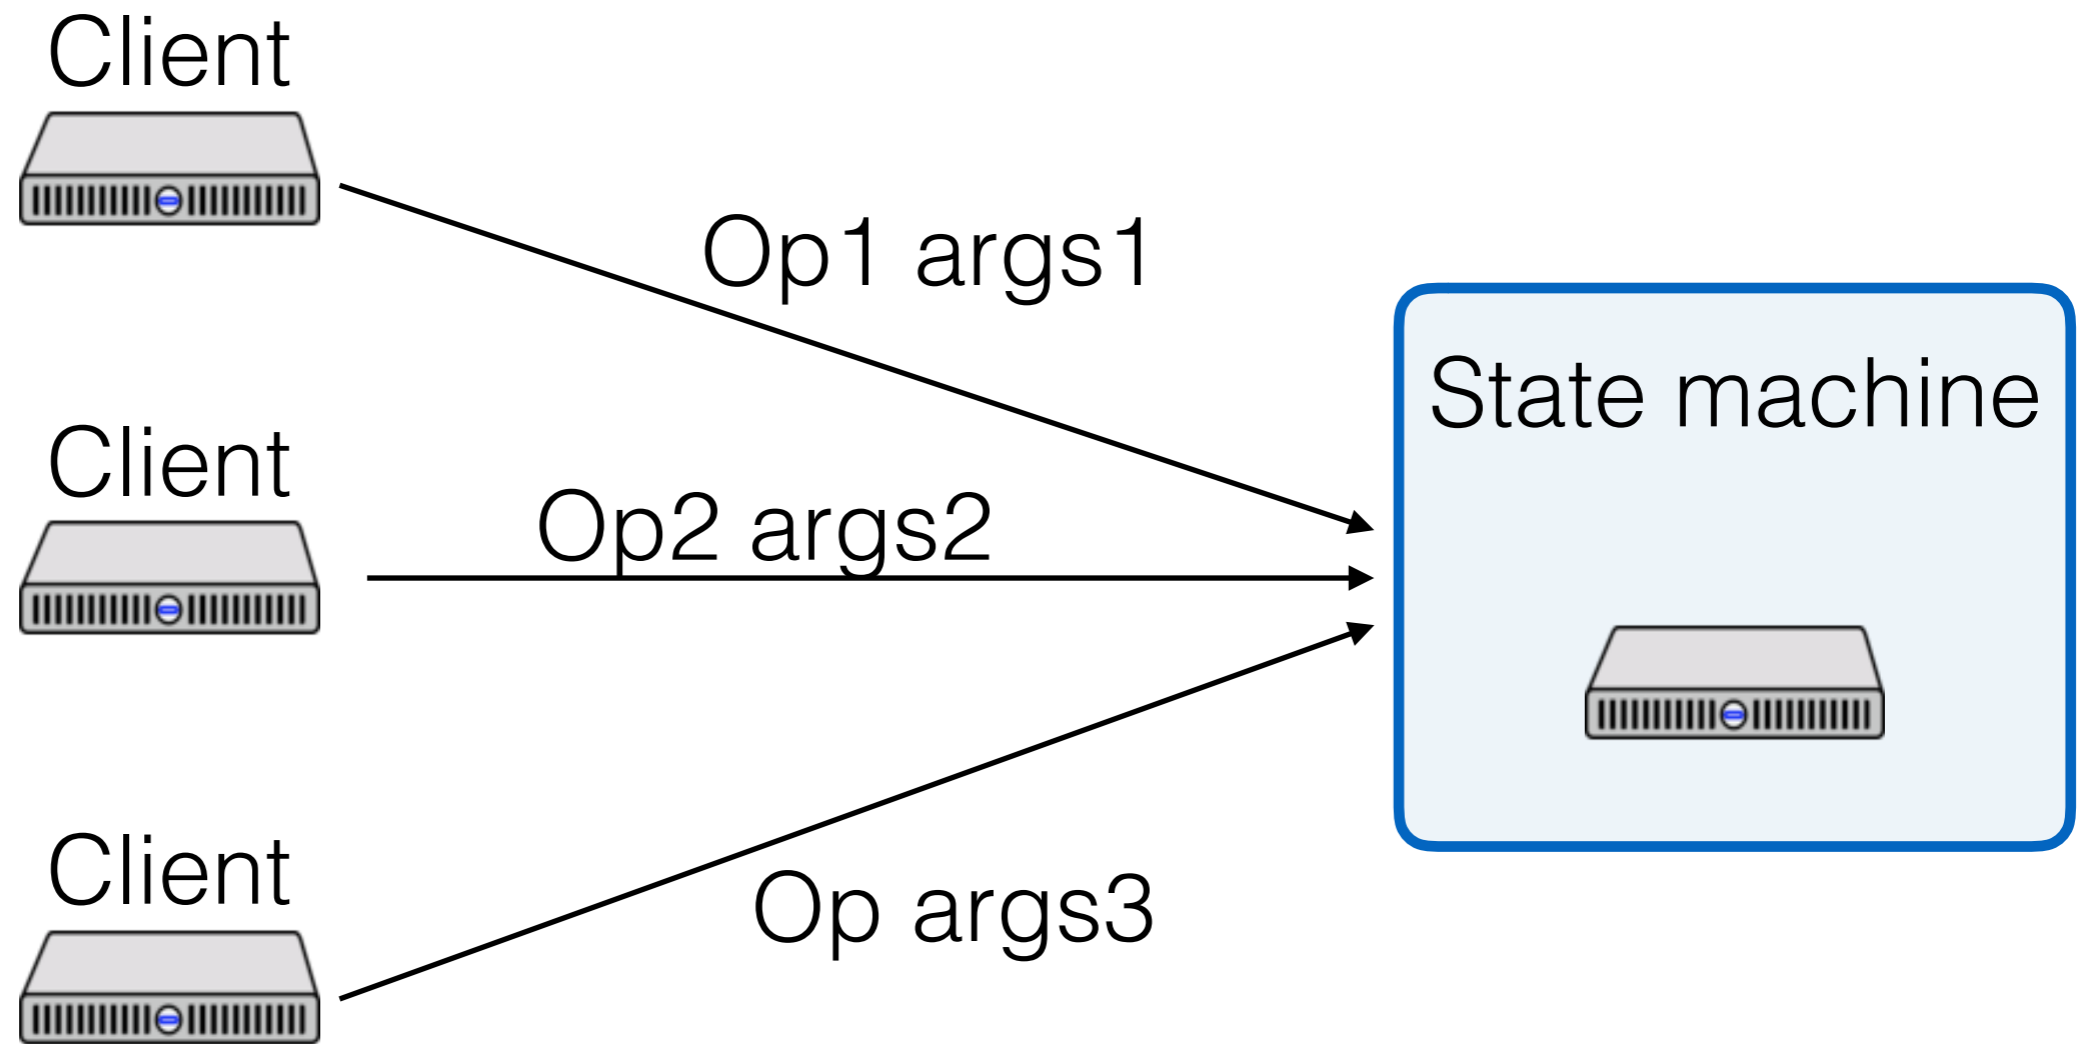 Client
Op1 args1
State machine
Client
Op2 args2
Client
Op args3